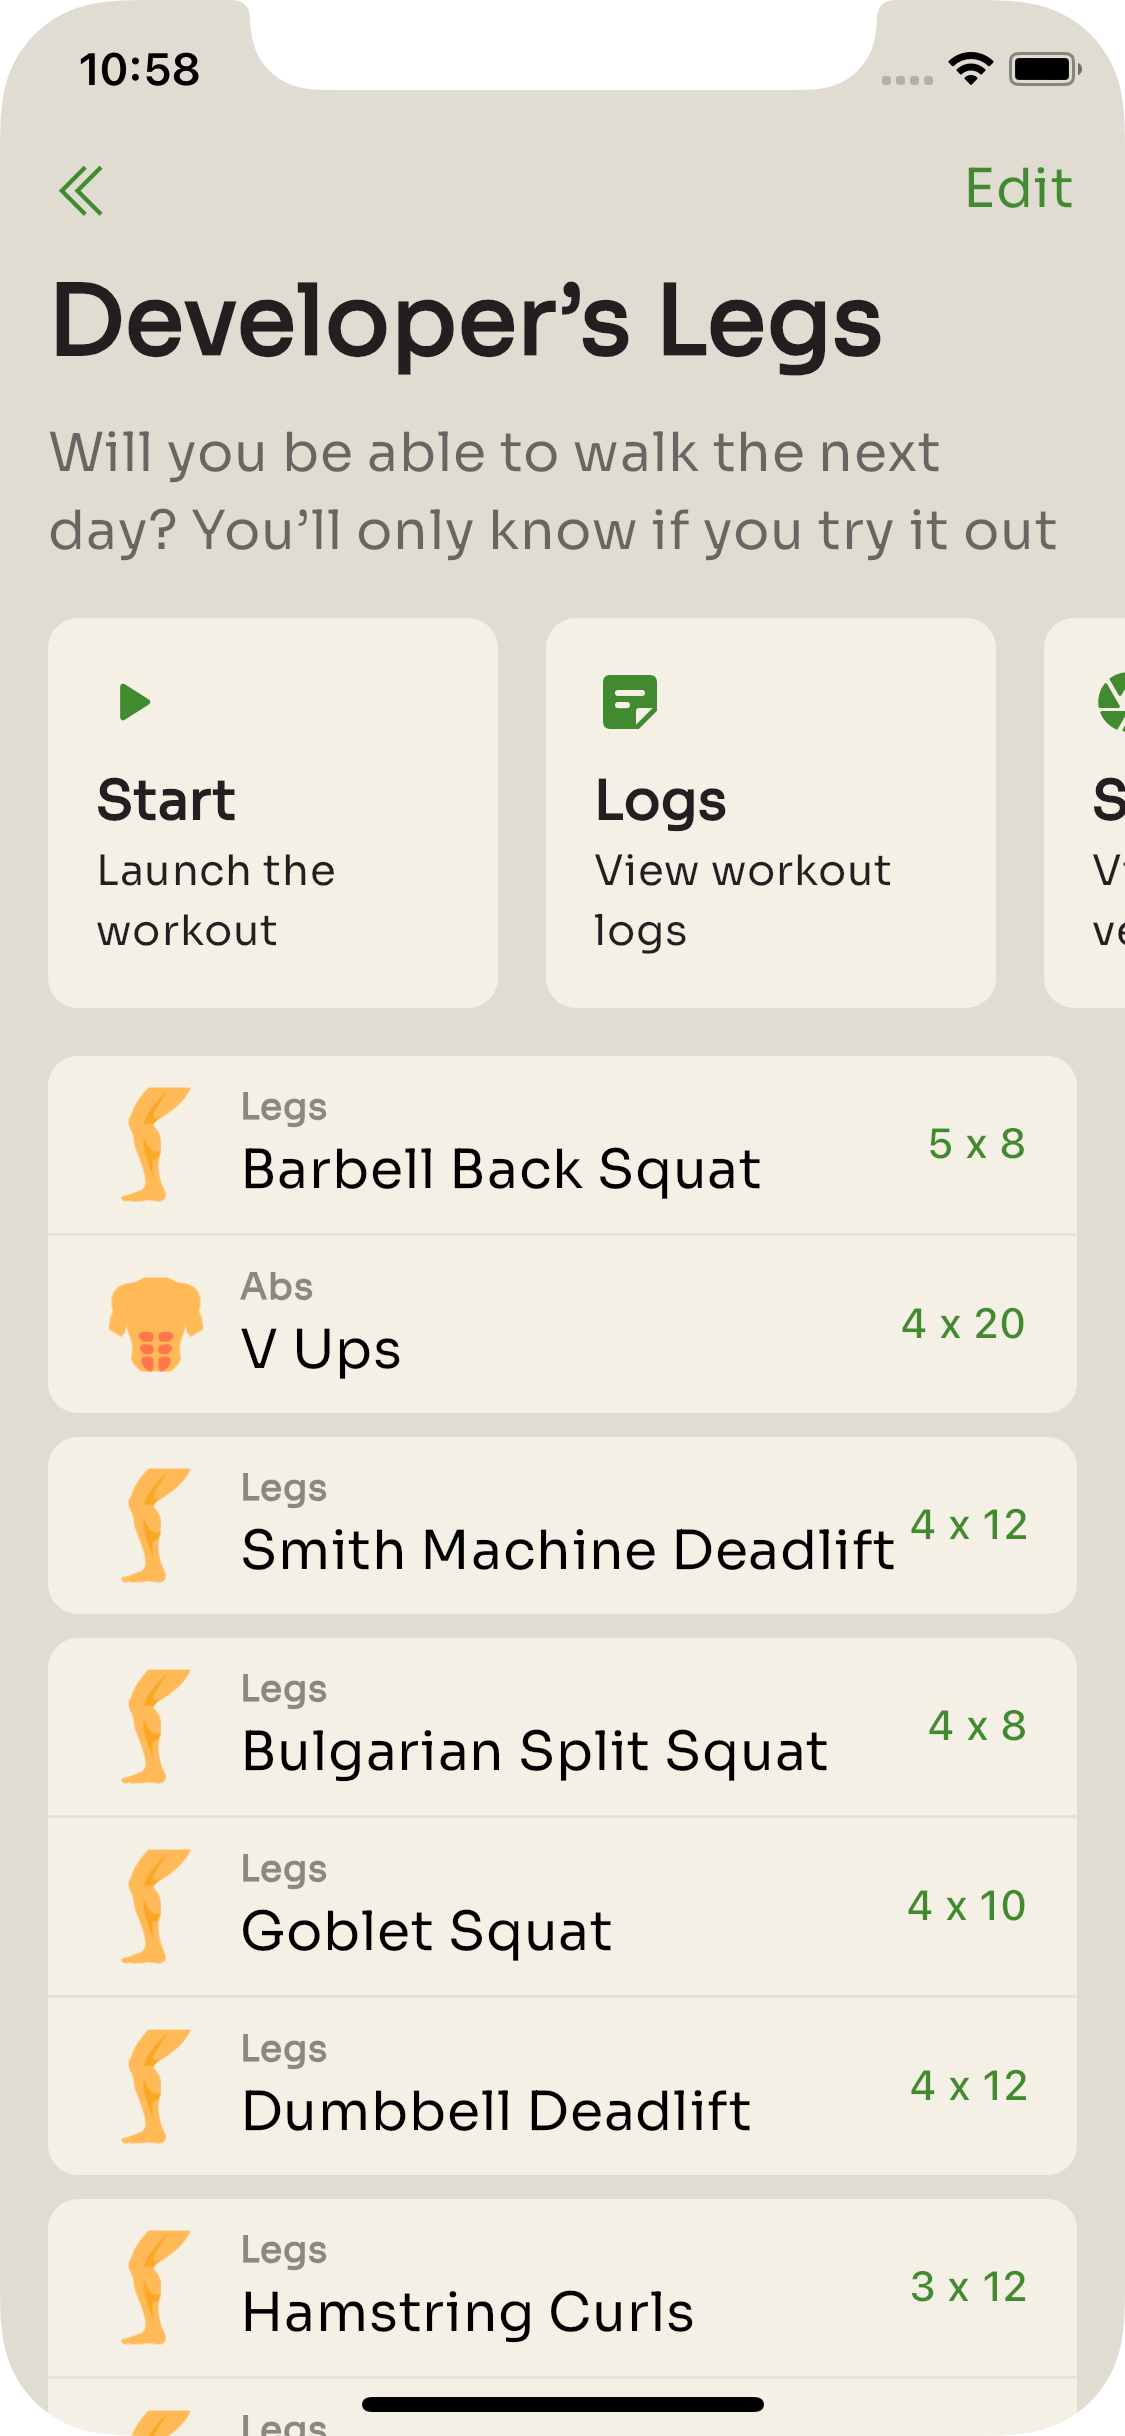 10:58
Edit
Developer’s Legs
Will you be able to walk the next
day? You’ll only know if you try it out
Start
Launch the
workout
Logs
View workout
logs
Legs
Barbell Back Squat
5 x 8
Abs
V Ups
4 x 20
Legs
Smith Machine Deadlift
4 x 12
Legs
Bulgarian Split Squat
4 x 8
Legs
Goblet Squat
4 x 10
Legs
Dumbbell Deadlift
4 x 12
Legs
Hamstring Curls
3 x 12
Legs